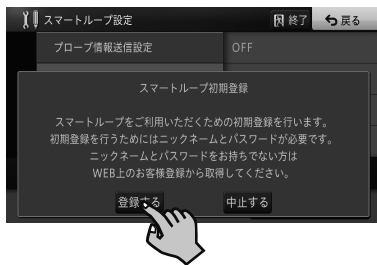 スマートループ設定
終了
戻る
プローブ情報送信設定
OFF
スマートループ初期登録
スマートループをご利用いただくための初期登録を行います。
初期登録を行うためにはニックネームとパスワードが必要です。
ニックネームとパスワードをお持ちでない方は
WEB上のお客様登録から取得してください。
登録する
中止する